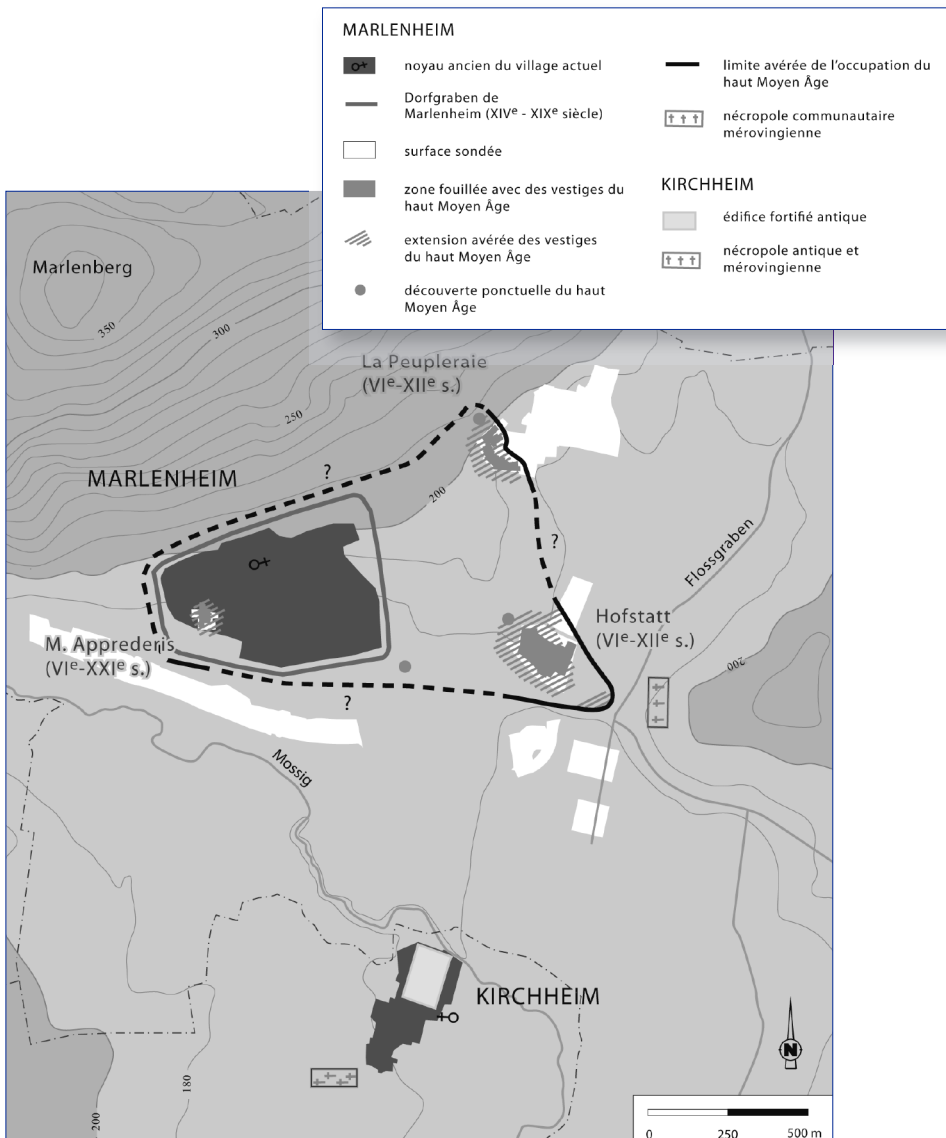 MARLENHEIM
noyau ancien du village actuel
Dorfgraben de
Marlenheim (XIVe - XIXe siècle)
surface sondée
zone fouillée avec des vestiges du
haut Moyen Âge
extension avérée des vestiges
du haut Moyen Âge
découverte ponctuelle du haut
Moyen Âge
limite avérée de l'occupation du
haut Moyen Âge
nécropole communautaire
mérovingienne
KIRCHHEIM
édifice fortifié antique
nécropole antique et
mérovingienne
Marlenberg
350
300
250
La Peupleraie
(VIe-XIIe s.)
MARLENHEIM
?
200
?
Flossgraben
Hofstatt
(VIe-XIIe s.)
M. Apprederis
(VIe-XXIe s.)
200
?
Mossig
KIRCHHEIM
N
180
200
0 250 500 m